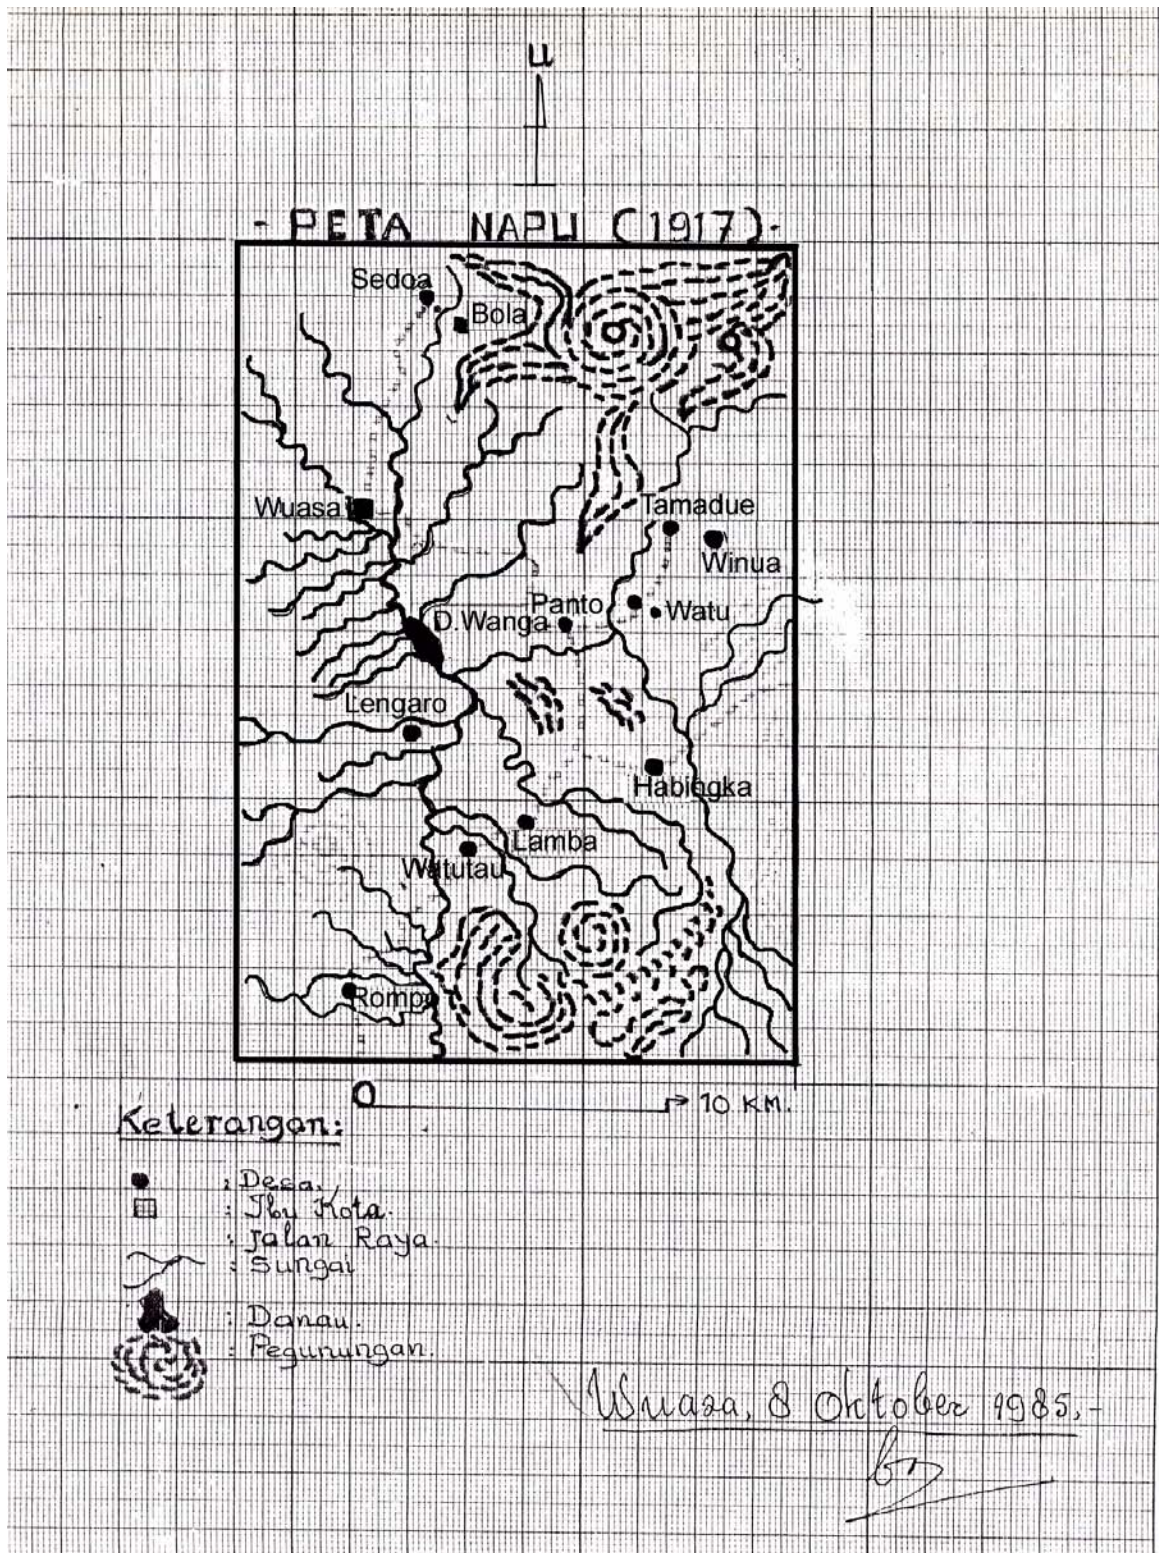 U
- PETA NAPU (1917)-
Sedoa
Bola
Wuasa
Tamadue
Winua
Panto
Watu
D.Wanga
Lengaro
Habingka
Lamba
Watutau
Rompo
0 10 KM.
Keterangan:
: Desa.
: Ibu Kota.
: Jalan Raya.
: Sungai
: Danau.
: Pegunungan.
Wuasa, 8 Oktober 1985,-